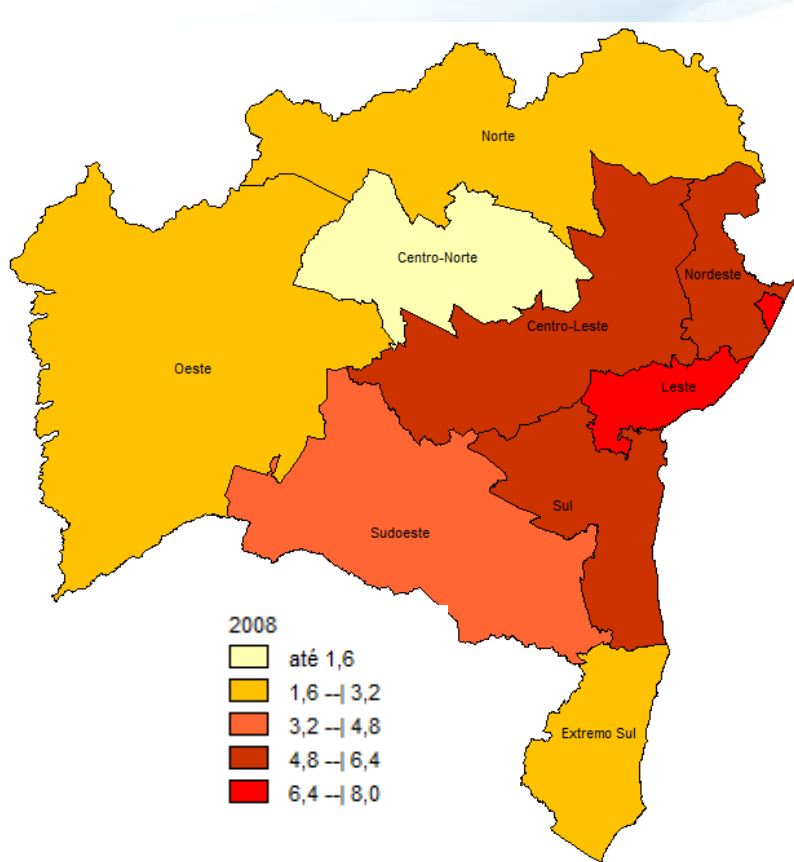 Norte
Centro-Norte
Nordeste
Centro-Leste
Oeste
Leste
Sul
Sudoeste
2008
até 1,6
1,6 --| 3,2
3,2 --| 4,8
4,8 --| 6,4
6,4 --| 8,0
Extremo Sul